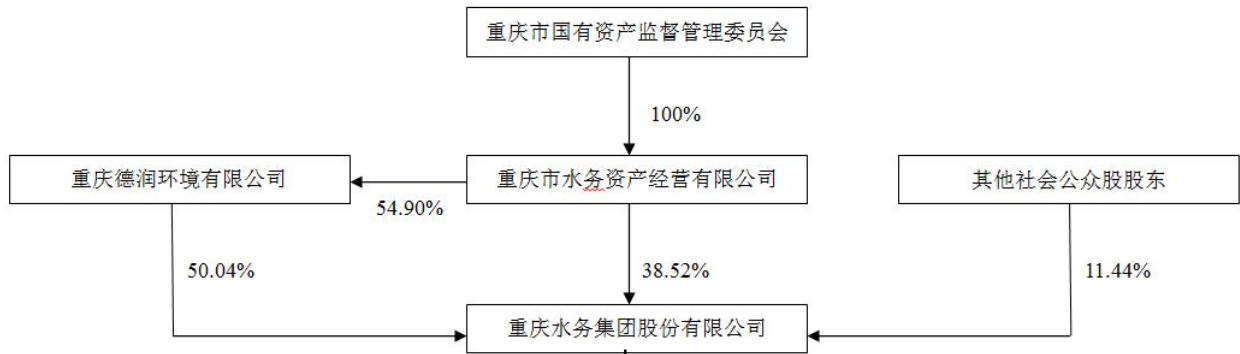 重庆市国有资产监督管理委员会
100%
重庆德润环境有限公司
重庆市水务资产经营有限公司
其他社会公众股股东
54.90%
50.04%
38.52%
11.44%
重庆水务集团股份有限公司